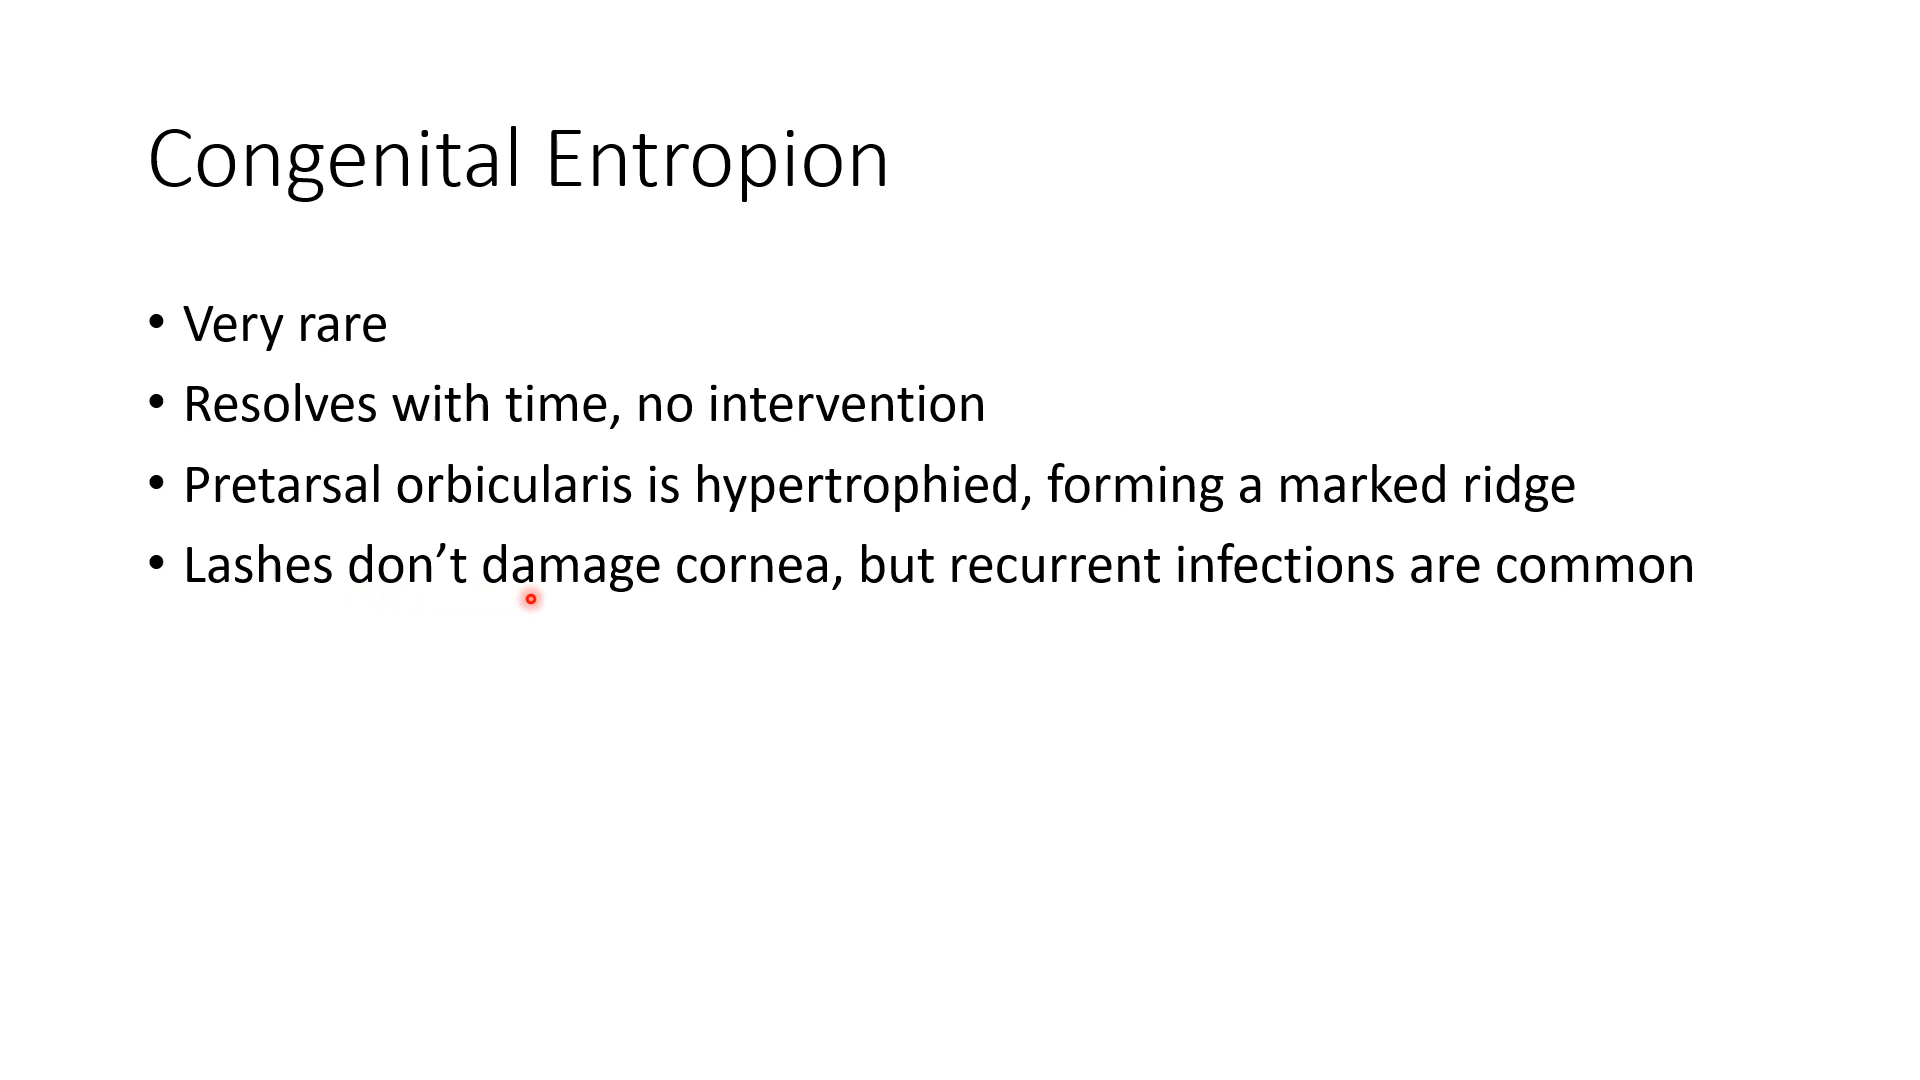 Congenital Entropion
• Very rare
• Resolves with time, no intervention
• Pretarsal orbicularis is hypertrophied, forming a marked ridge
• Lashes don’t damage cornea, but recurrent infections are common